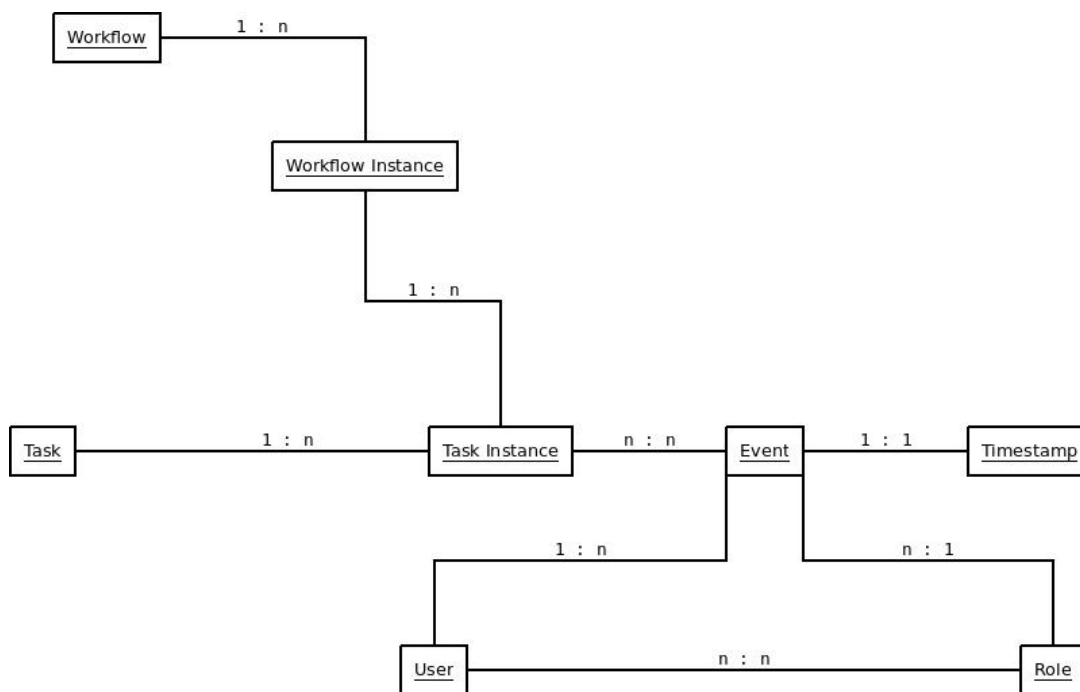 1 : n
Workflow
Workflow Instance
1 : n
Task
1 : n
Task Instance
n : n
Event
1 : 1
Timestamp
1 : n
n : 1
User
n : n
Role